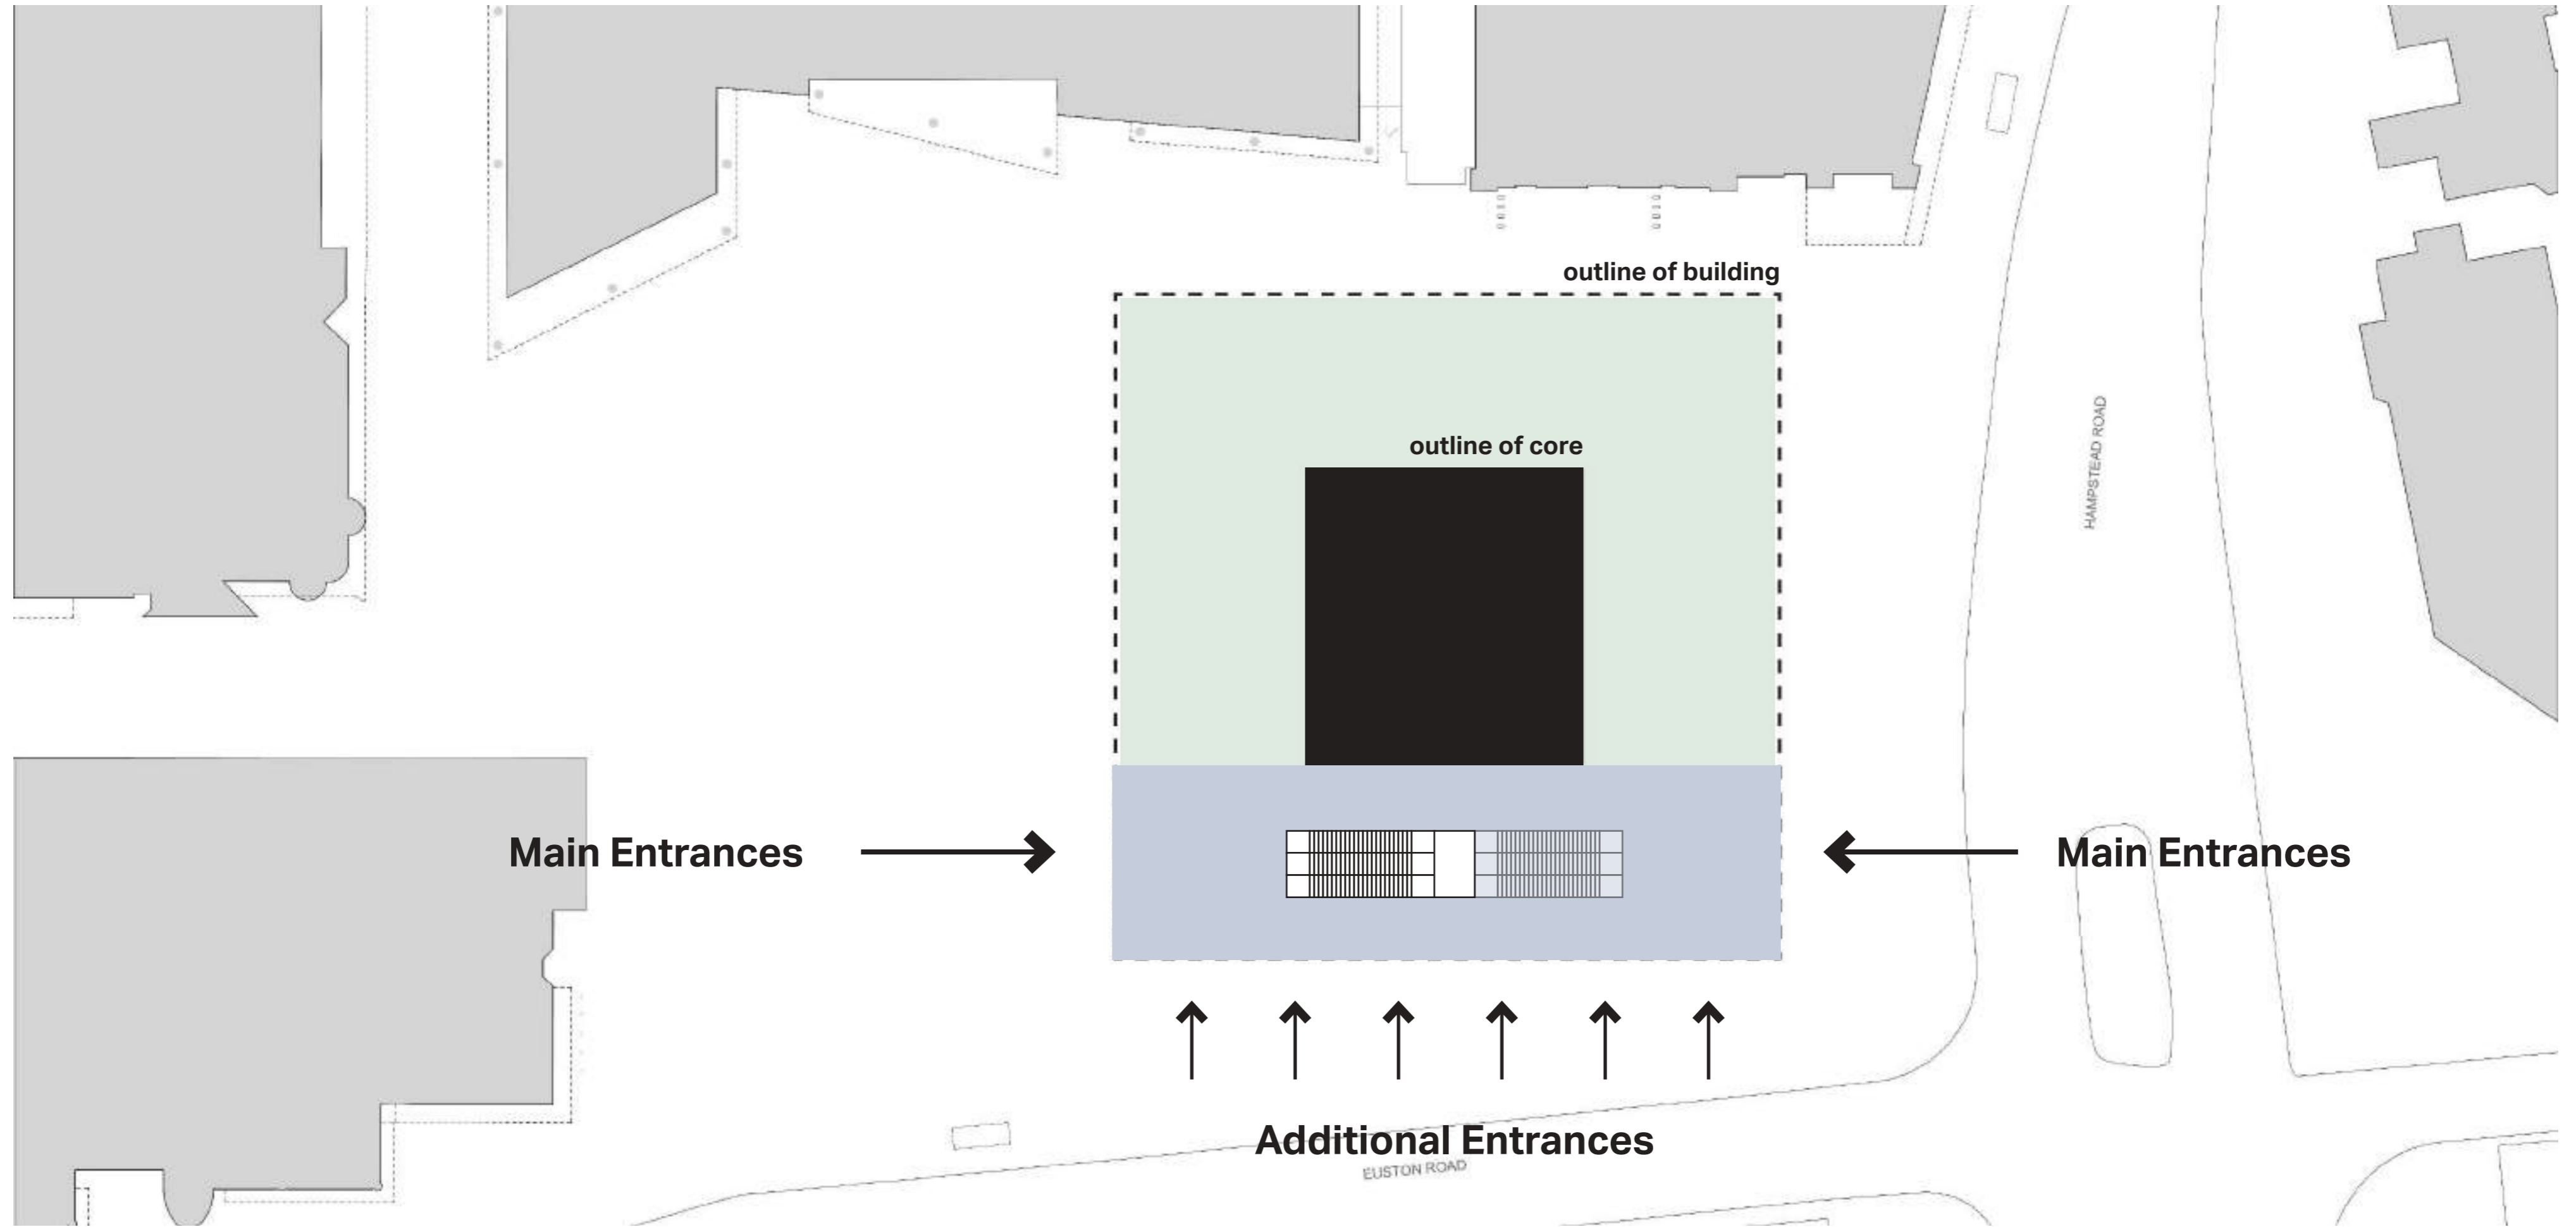 outline of building
outline of core
HAMPSTEAD ROAD
Main Entrances
Main Entrances
Additional Entrances
EUSTON ROAD